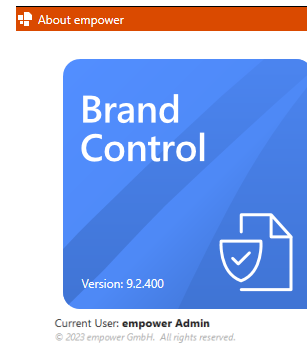 About empower
Brand
Control
Version: 9.2.400
Current User: empower Admin
© 2023 empower GmbH. All rights reserved.